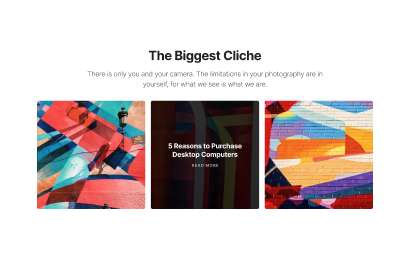 The Biggest Cliche
There is only you and your camera. The limitations in your photography are in
yourself, for what we see is what we are.
5 Reasons to Purchase
Desktop Computers
READ MORE